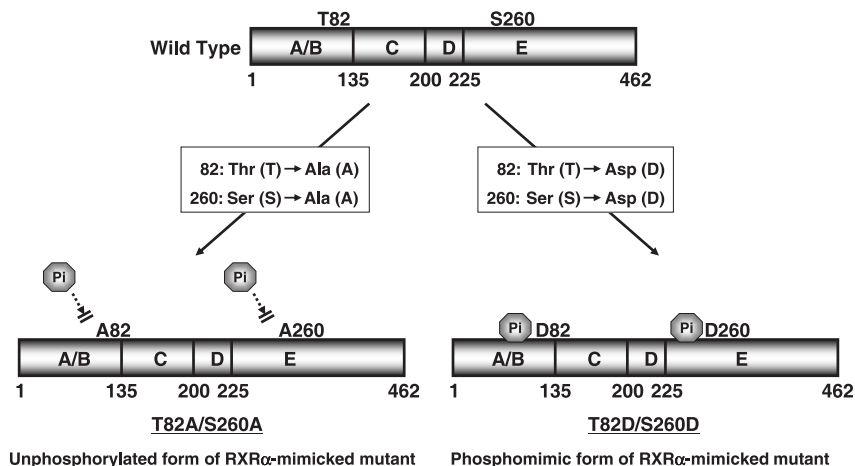 T82 S260
Wild Type A/B C D E
1 135 200 225 462
82: Thr (T) → Ala (A)
260: Ser (S) → Ala (A)
82: Thr (T) → Asp (D)
260: Ser (S) → Asp (D)
Pi Pi
A82 A260
A/B C D E
1 135 200 225 462
T82A/S260A
Unphosphorylated form of RXRα-mimicked mutant
Pi D82 Pi D260
A/B C D E
1 135 200 225 462
T82D/S260D
Phosphomimic form of RXRα-mimicked mutant